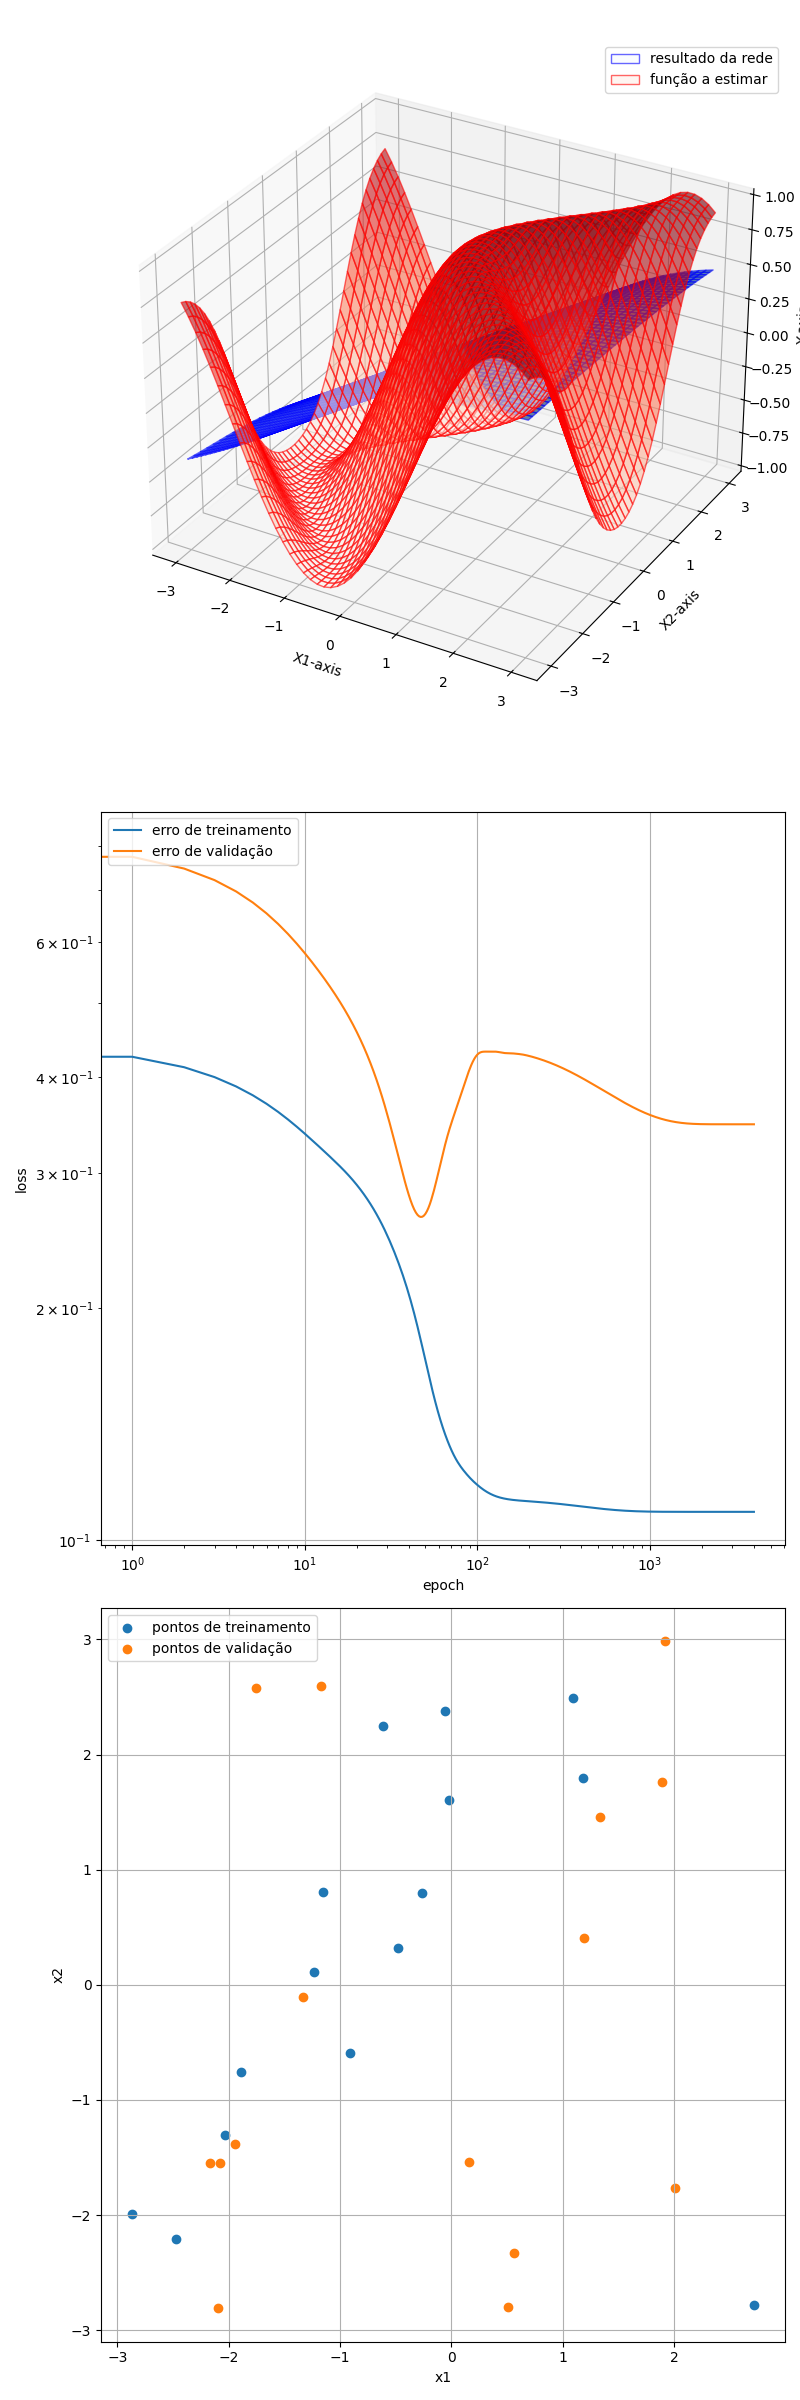 resultado da rede
função a estimar
1.00
0.75
0.50
0.25
0.00
−0.25
−0.50
−0.75
−1.00
−3
−2
−1
0
1
2
3
X1-axis
−3
−2
−1
0
1
2
3
X2-axis
erro de treinamento
erro de validação
6 × 10⁻¹
4 × 10⁻¹
3 × 10⁻¹
2 × 10⁻¹
10⁻¹
loss
10⁰
10¹
10²
10³
epoch
pontos de treinamento
pontos de validação
3
2
1
0
−1
−2
−3
x2
−3
−2
−1
0
1
2
x1